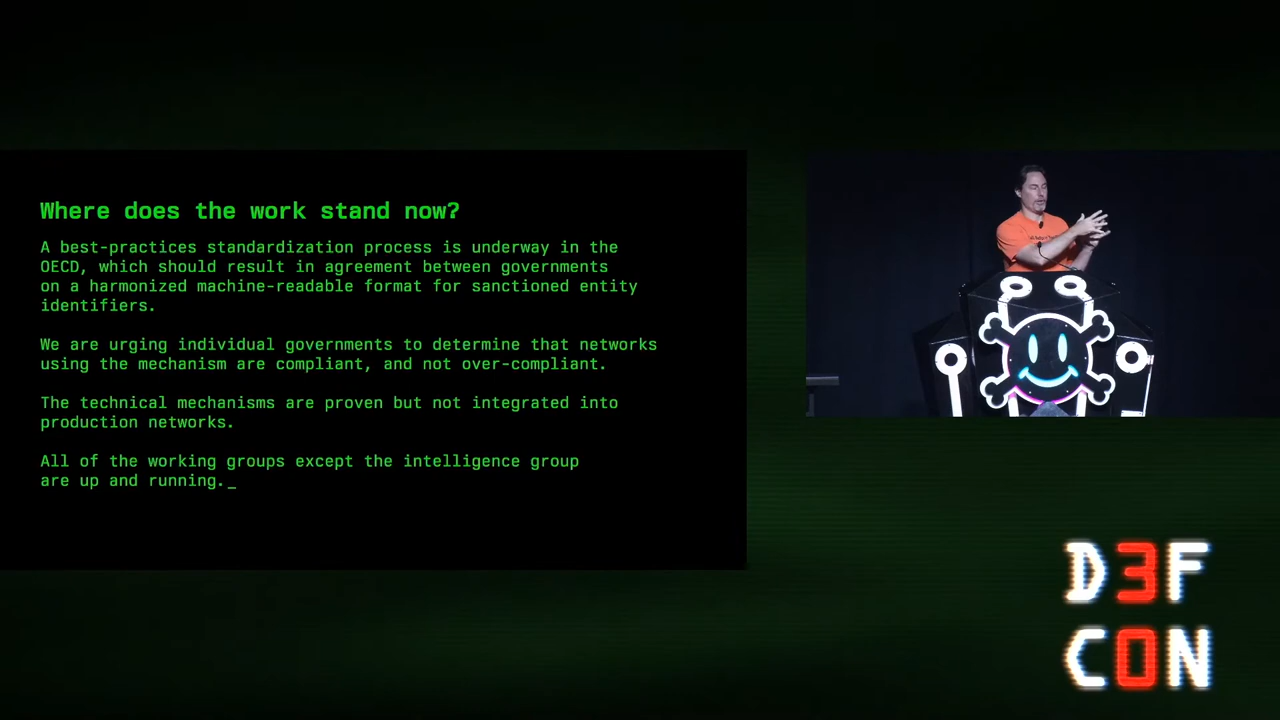 Where does the work stand now?
A best-practices standardization process is underway in the
OECD, which should result in agreement between governments
on a harmonized machine-readable format for sanctioned entity
identifiers.
We are urging individual governments to determine that networks
using the mechanism are compliant, and not over-compliant.
The technical mechanisms are proven but not integrated into
production networks.
All of the working groups except the intelligence group
are up and running._
D3F
C0N